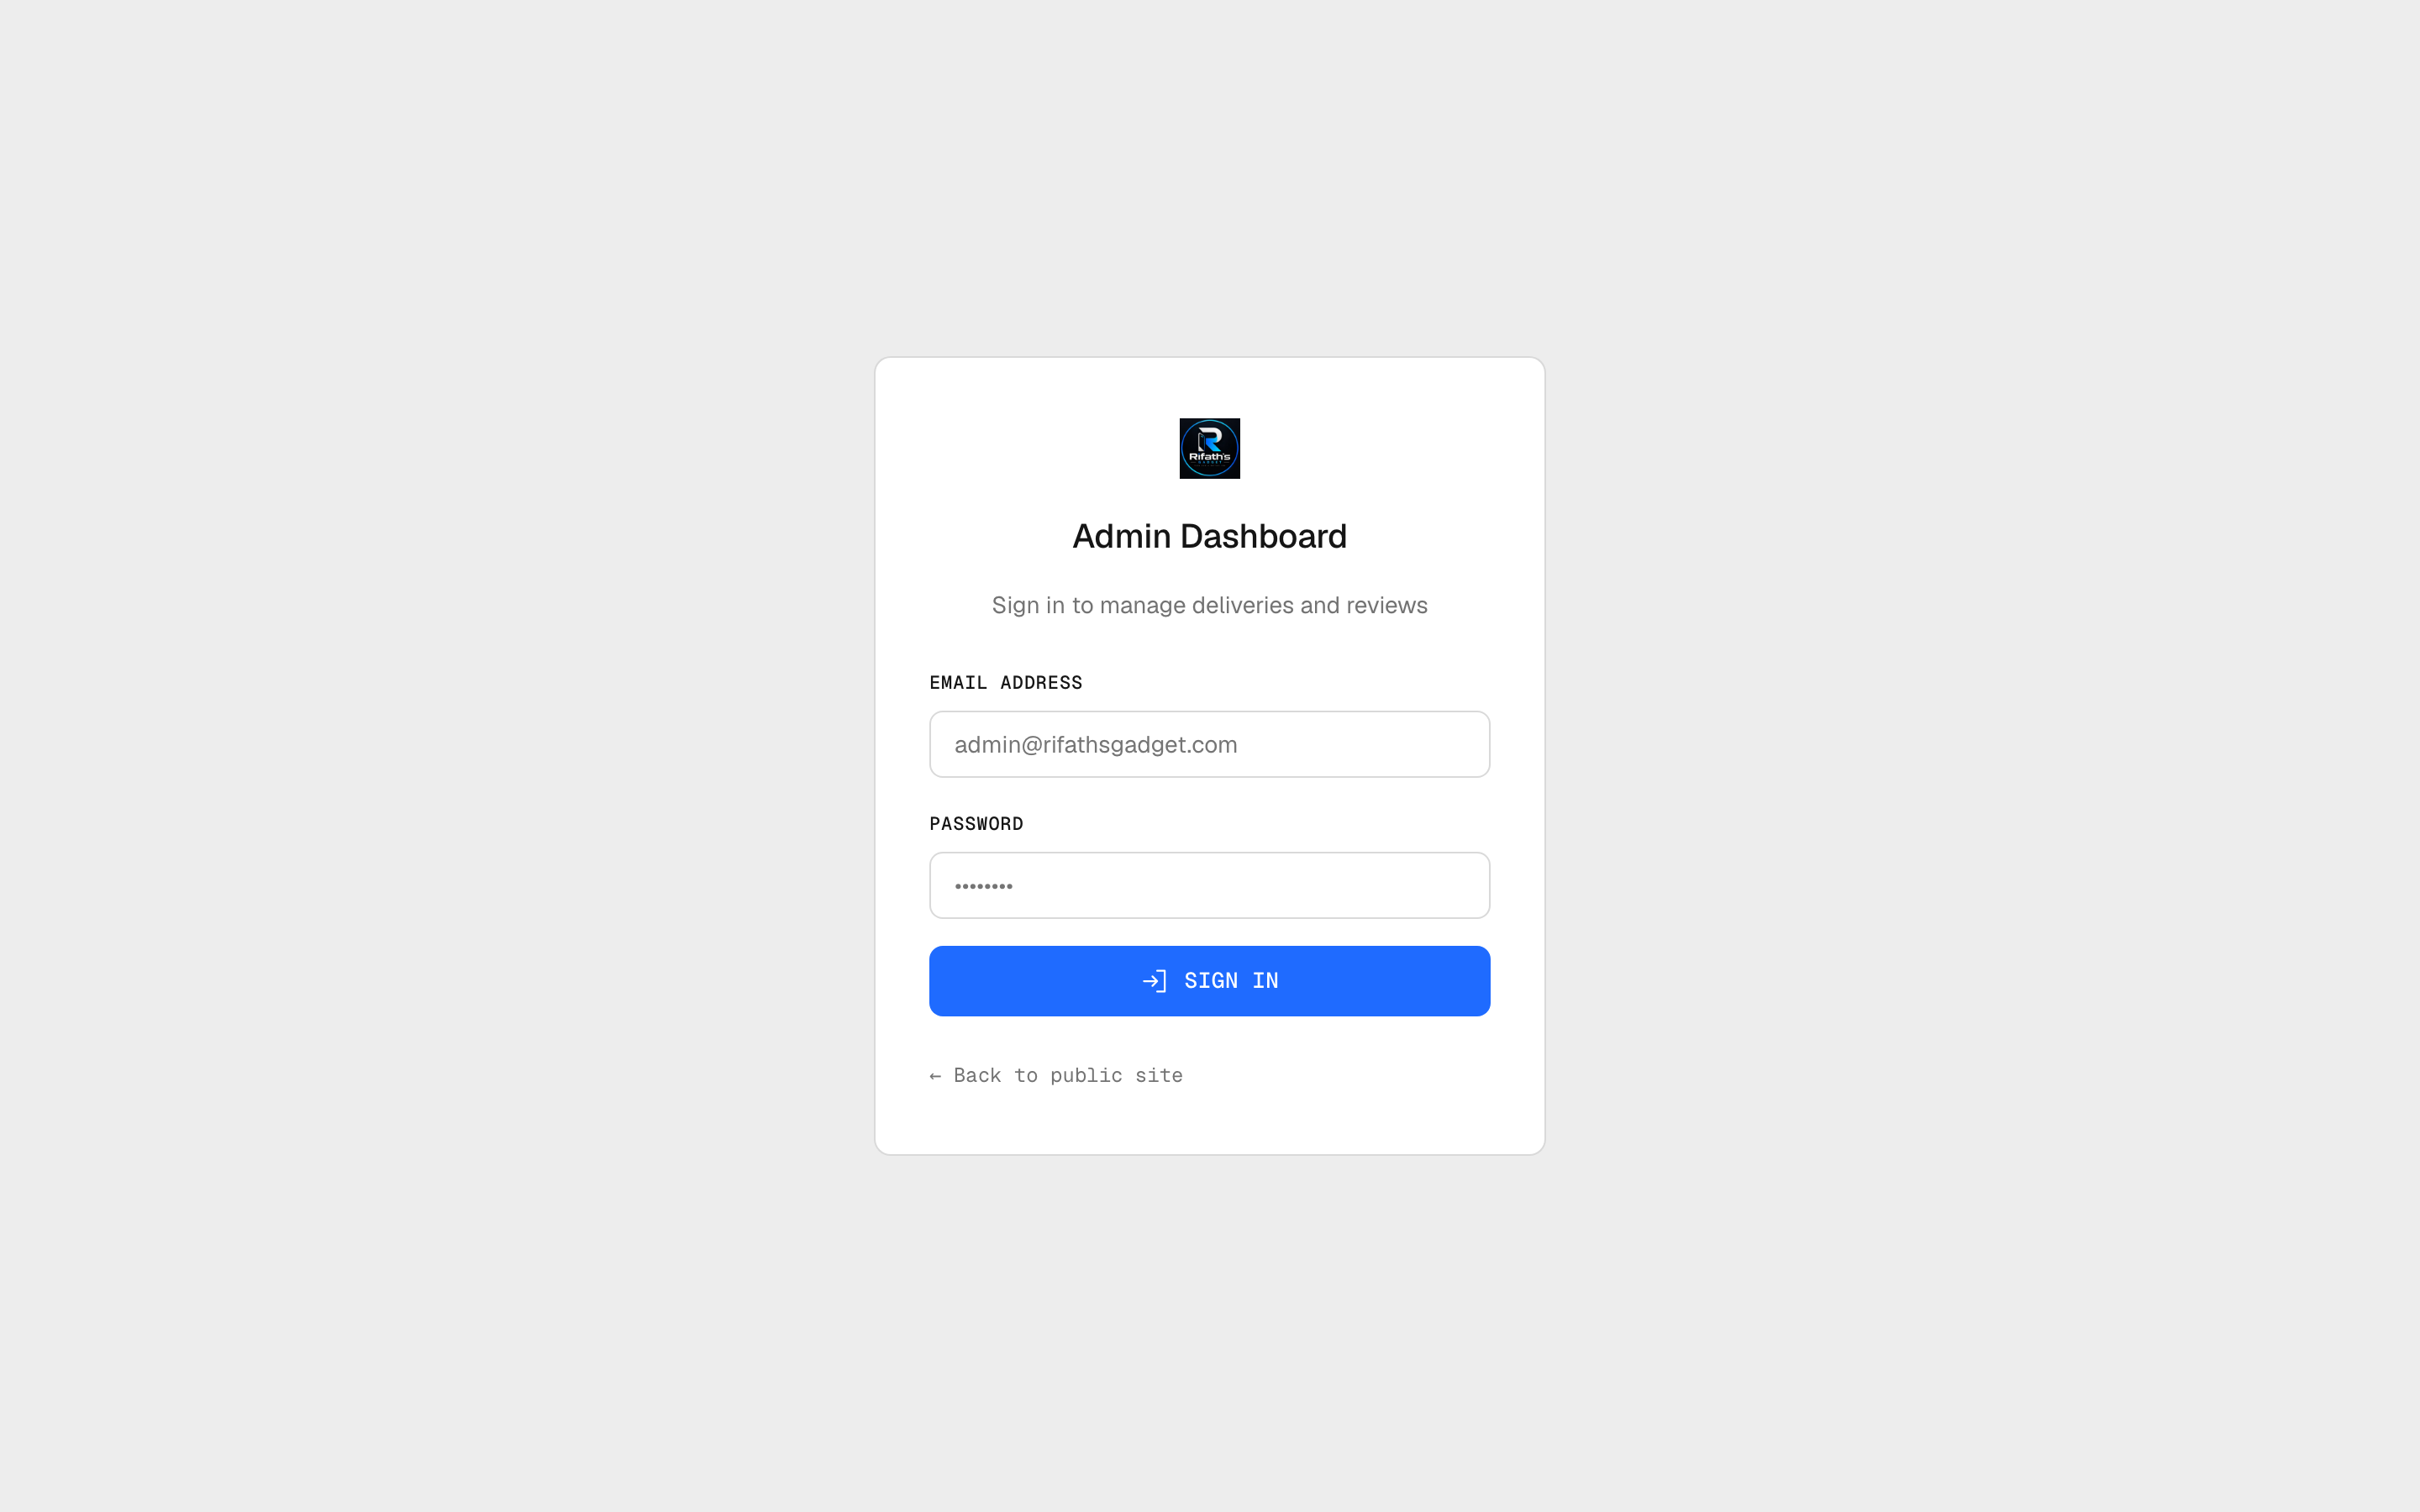 Rifath's
Admin Dashboard
Sign in to manage deliveries and reviews
EMAIL ADDRESS
admin@rifathsgadget.com
PASSWORD
••••••••
SIGN IN
← Back to public site